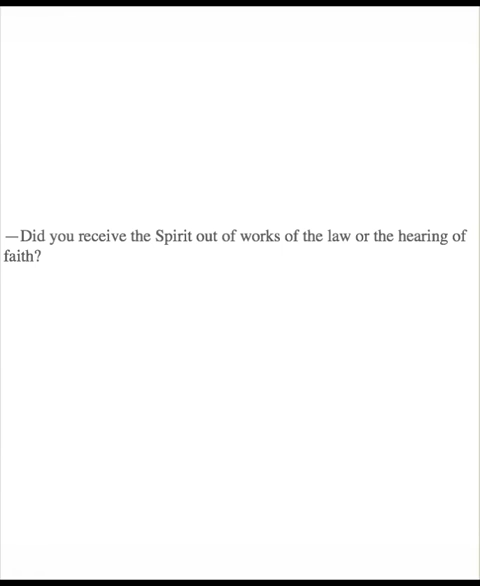 —Did you receive the Spirit out of works of the law or the hearing of
faith?